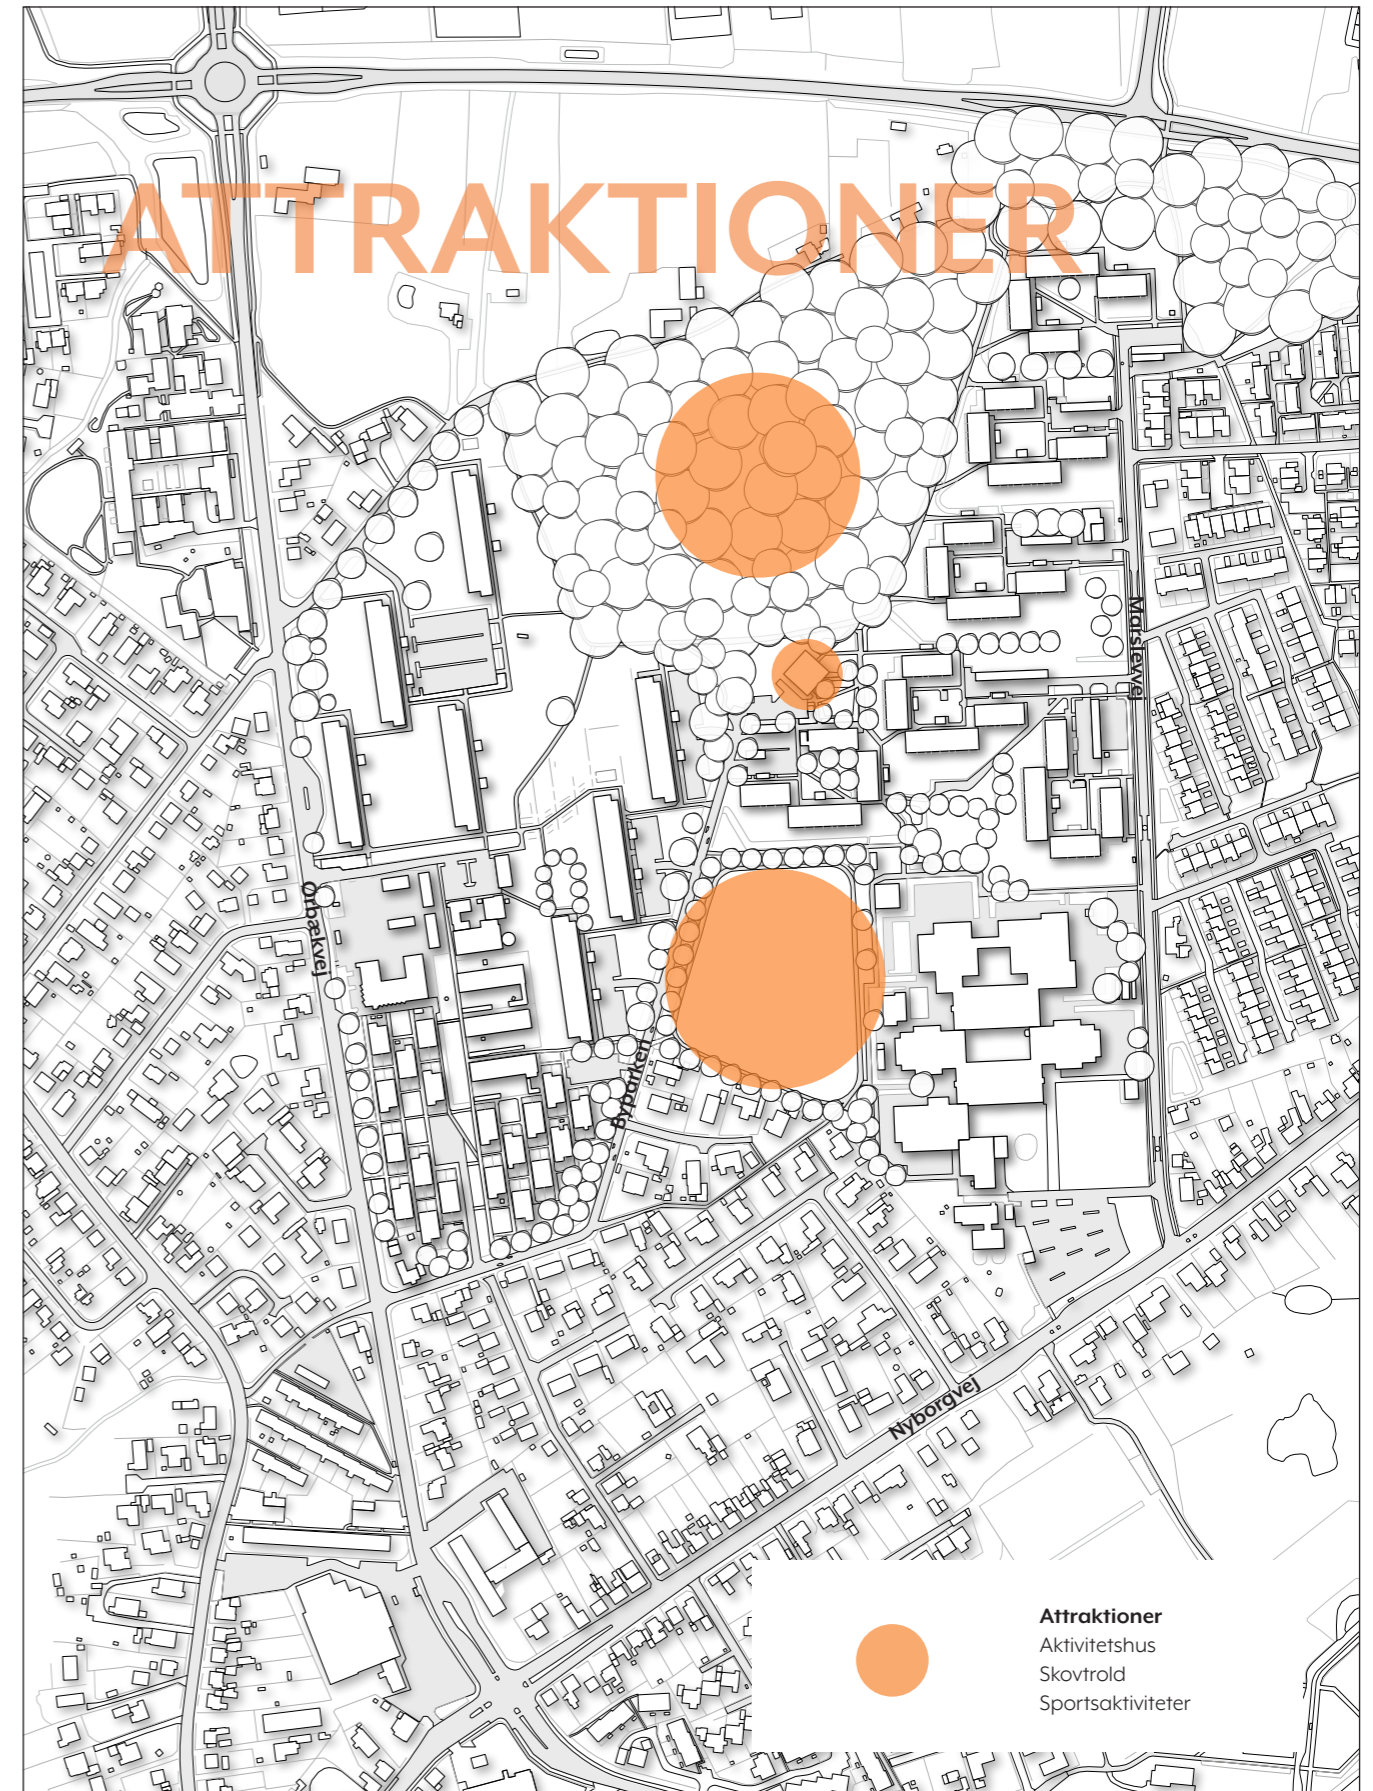 ATTRAKTIONER
Marslevvej
Ørbækvej
Byparken
Nyborgvej
Attraktioner
Aktivitetshus
Skovtrold
Sportsaktiviteter